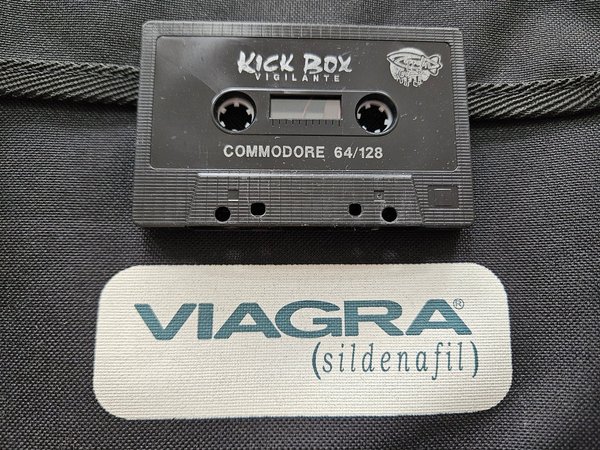 KICK BOX
VIGILANTE
COMMODORE 64/128
VIAGRA®
(sildenafil)